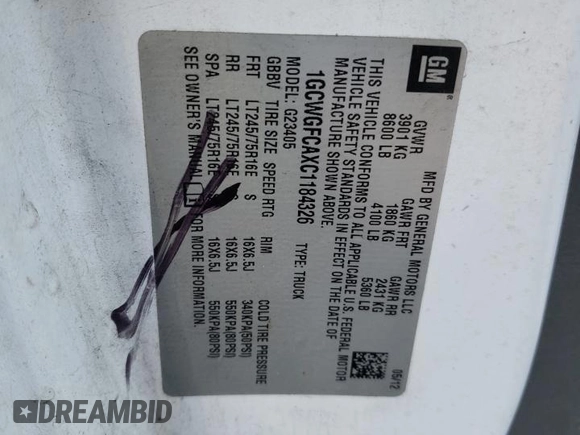 GM
MFD BY GENERAL MOTORS LLC 05/12
GVWR GAWR FRT GAWR RR
3901 KG 1860 KG 2431 KG
8600 LB 4100 LB 5360 LB
THIS VEHICLE CONFORMS TO ALL APPLICABLE U.S. FEDERAL MOTOR
VEHICLE SAFETY STANDARDS IN EFFECT ON THE DATE OF
MANUFACTURE SHOWN ABOVE.
1GCWGFCAXC1184326 TYPE: TRUCK
MODEL: G23405
GBBV TIRE SIZE SPEED RTG RIM COLD TIRE PRESSURE
FRT LT245/75R16E S 16X6.5J 340KPA(50PSI)
RR LT245/75R16E S 16X6.5J 550KPA(80PSI)
SPA LT245/75R16E 16X6.5J 550KPA(80PSI)
SEE OWNER'S MANUAL FOR MORE INFORMATION.
DREAMBID